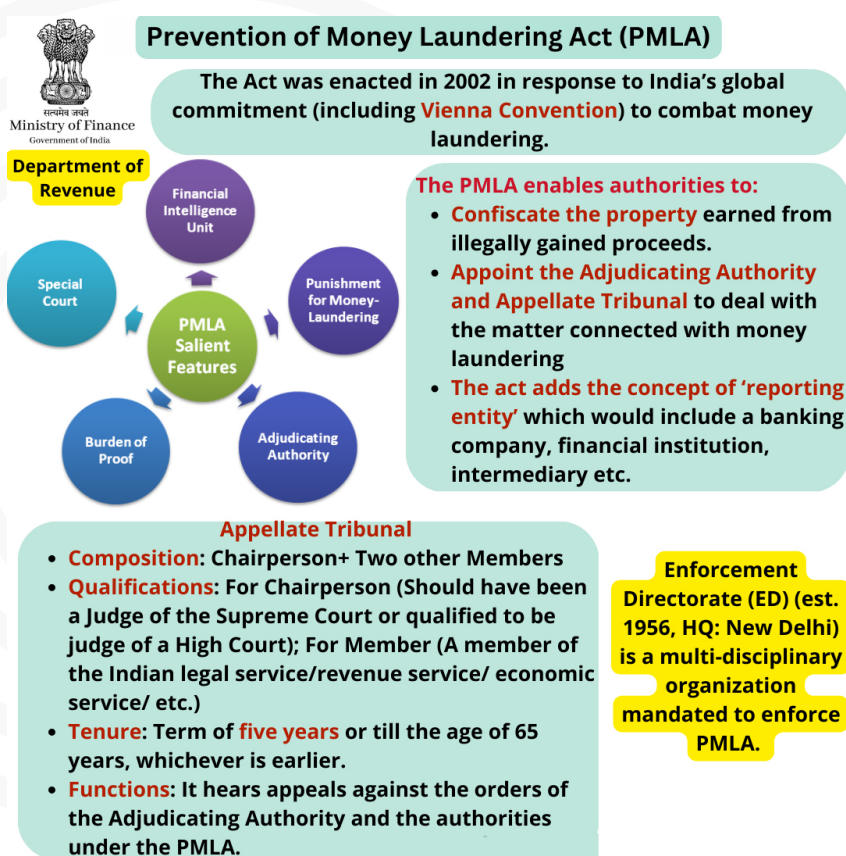 Prevention of Money Laundering Act (PMLA)
सत्यमेव जयते
Ministry of Finance
Government of India
The Act was enacted in 2002 in response to India’s global
commitment (including Vienna Convention) to combat money
laundering.
Department of
Revenue
Financial
Intelligence
Unit
Special
Court
Punishment
for Money-
Laundering
PMLA
Salient
Features
Burden of
Proof
Adjudicating
Authority
The PMLA enables authorities to:
• Confiscate the property earned from
illegally gained proceeds.
• Appoint the Adjudicating Authority
and Appellate Tribunal to deal with
the matter connected with money
laundering
• The act adds the concept of ‘reporting
entity’ which would include a banking
company, financial institution,
intermediary etc.
Appellate Tribunal
• Composition: Chairperson+ Two other Members
• Qualifications: For Chairperson (Should have been
a Judge of the Supreme Court or qualified to be
judge of a High Court); For Member (A member of
the Indian legal service/revenue service/ economic
service/ etc.)
• Tenure: Term of five years or till the age of 65
years, whichever is earlier.
• Functions: It hears appeals against the orders of
the Adjudicating Authority and the authorities
under the PMLA.
Enforcement
Directorate (ED) (est.
1956, HQ: New Delhi)
is a multi-disciplinary
organization
mandated to enforce
PMLA.